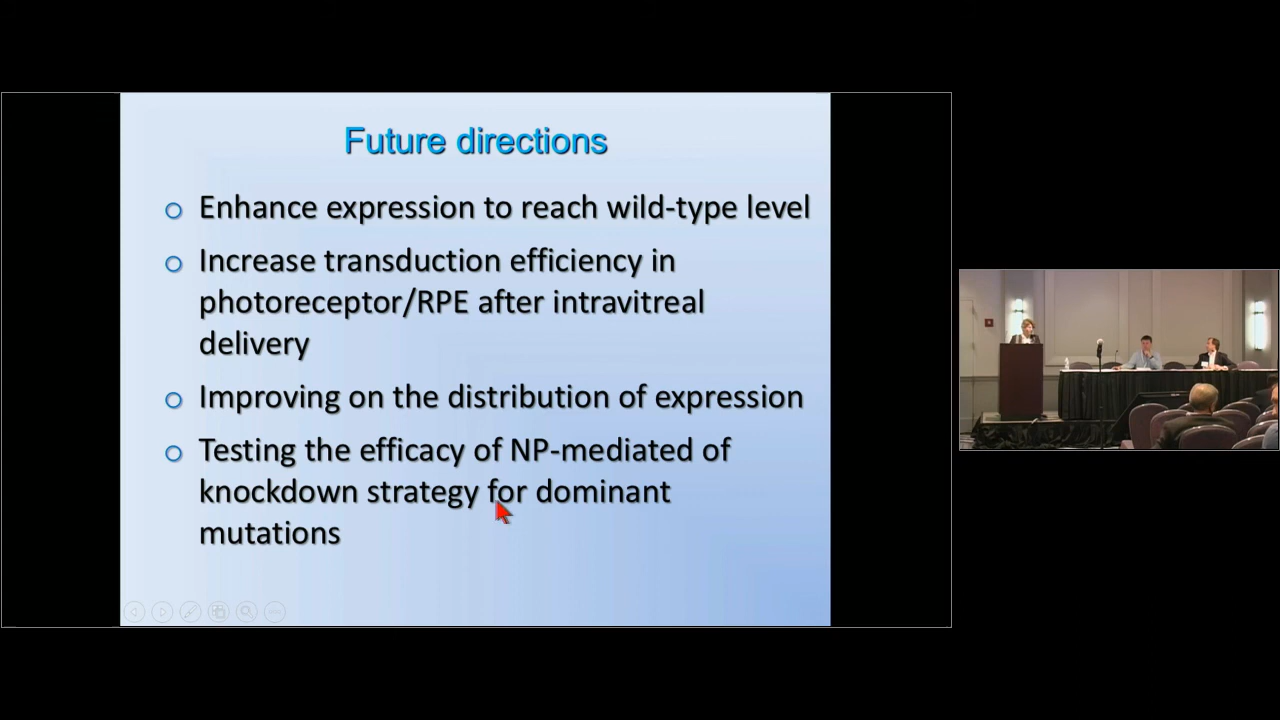 Future directions
Enhance expression to reach wild-type level
Increase transduction efficiency in
photoreceptor/RPE after intravitreal
delivery
Improving on the distribution of expression
Testing the efficacy of NP-mediated of
knockdown strategy for dominant
mutations